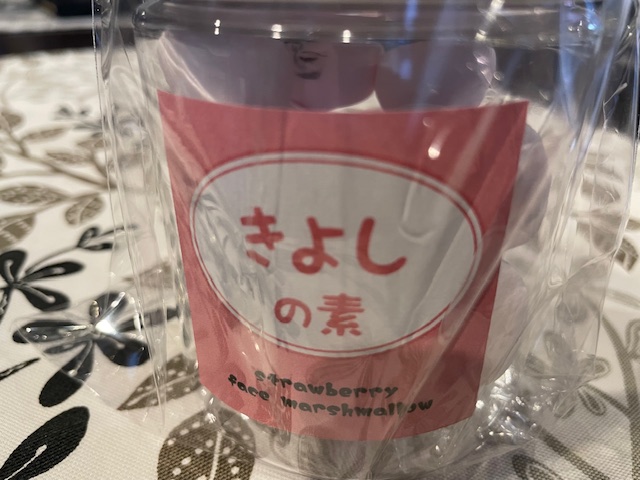 きよし
の素
strawberry
face marshmallow